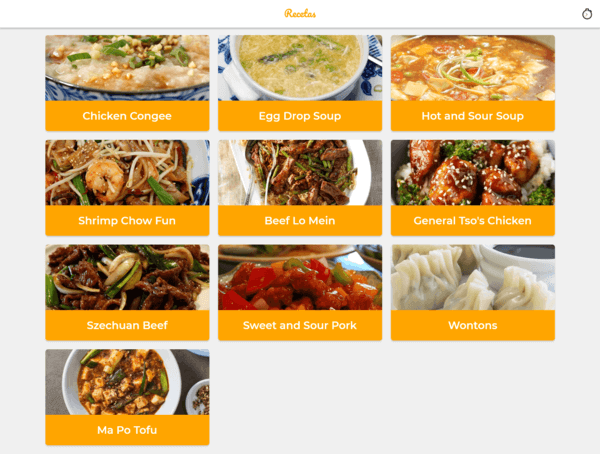 Recetas
Chicken Congee
Egg Drop Soup
Hot and Sour Soup
Shrimp Chow Fun
Beef Lo Mein
General Tso's Chicken
Szechuan Beef
Sweet and Sour Pork
Wontons
Ma Po Tofu